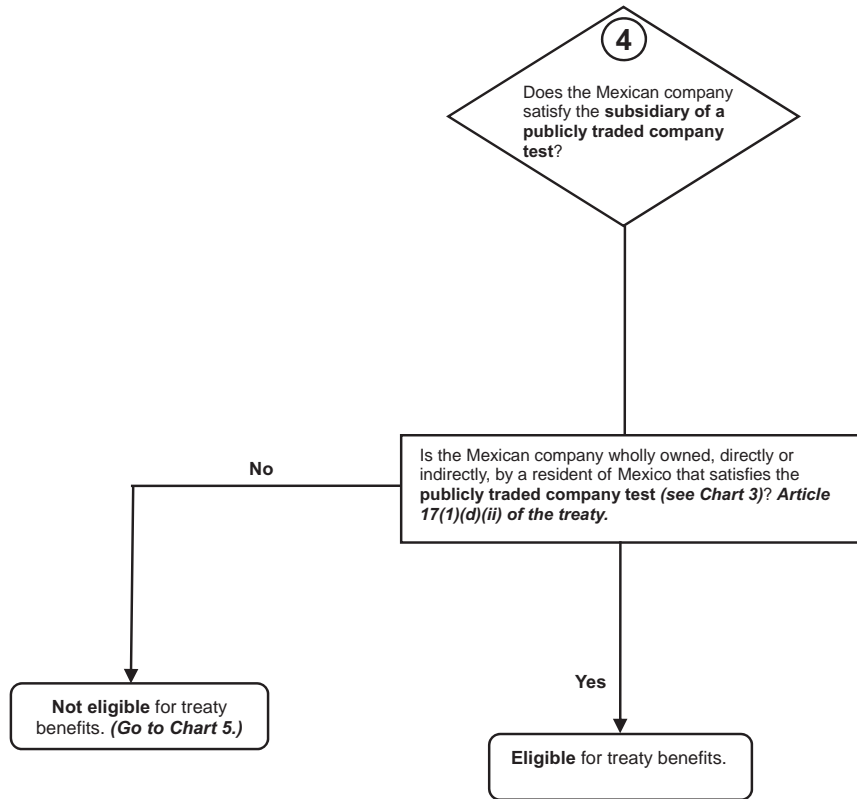 4
Does the Mexican company
satisfy the subsidiary of a
publicly traded company
test?
Is the Mexican company wholly owned, directly or
indirectly, by a resident of Mexico that satisfies the
publicly traded company test (see Chart 3)? Article
17(1)(d)(ii) of the treaty.
No
Yes
Not eligible for treaty
benefits. (Go to Chart 5.)
Eligible for treaty benefits.